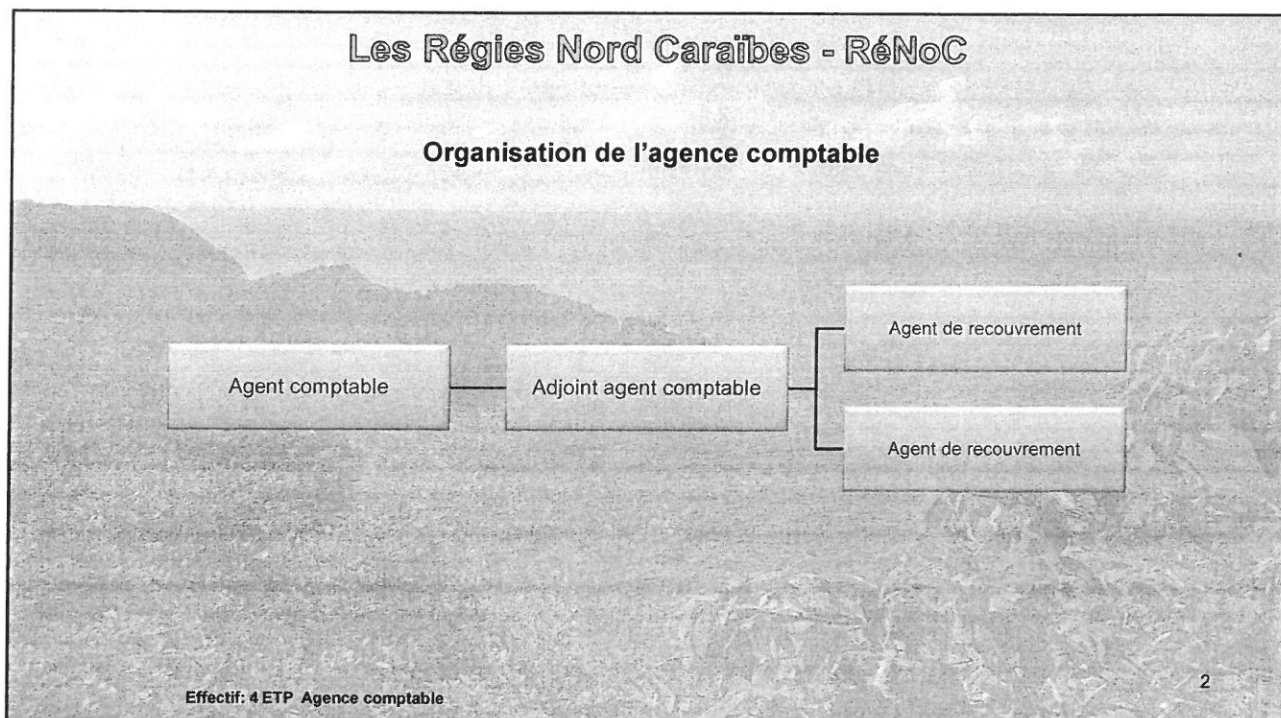 Les Régies Nord Caraïbes - RéNoC
Organisation de l'agence comptable
Agent comptable
Adjoint agent comptable
Agent de recouvrement
Agent de recouvrement
Effectif: 4 ETP Agence comptable
2